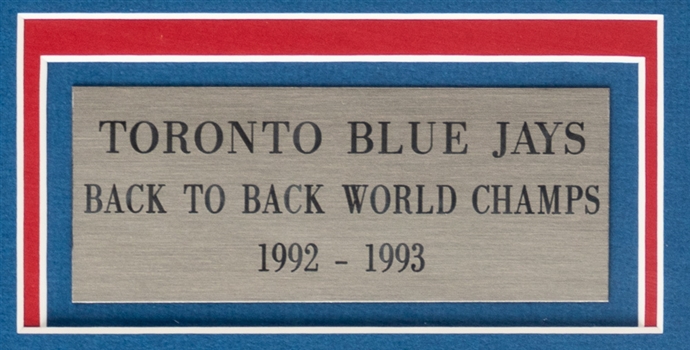 TORONTO BLUE JAYS
BACK TO BACK WORLD CHAMPS
1992 - 1993